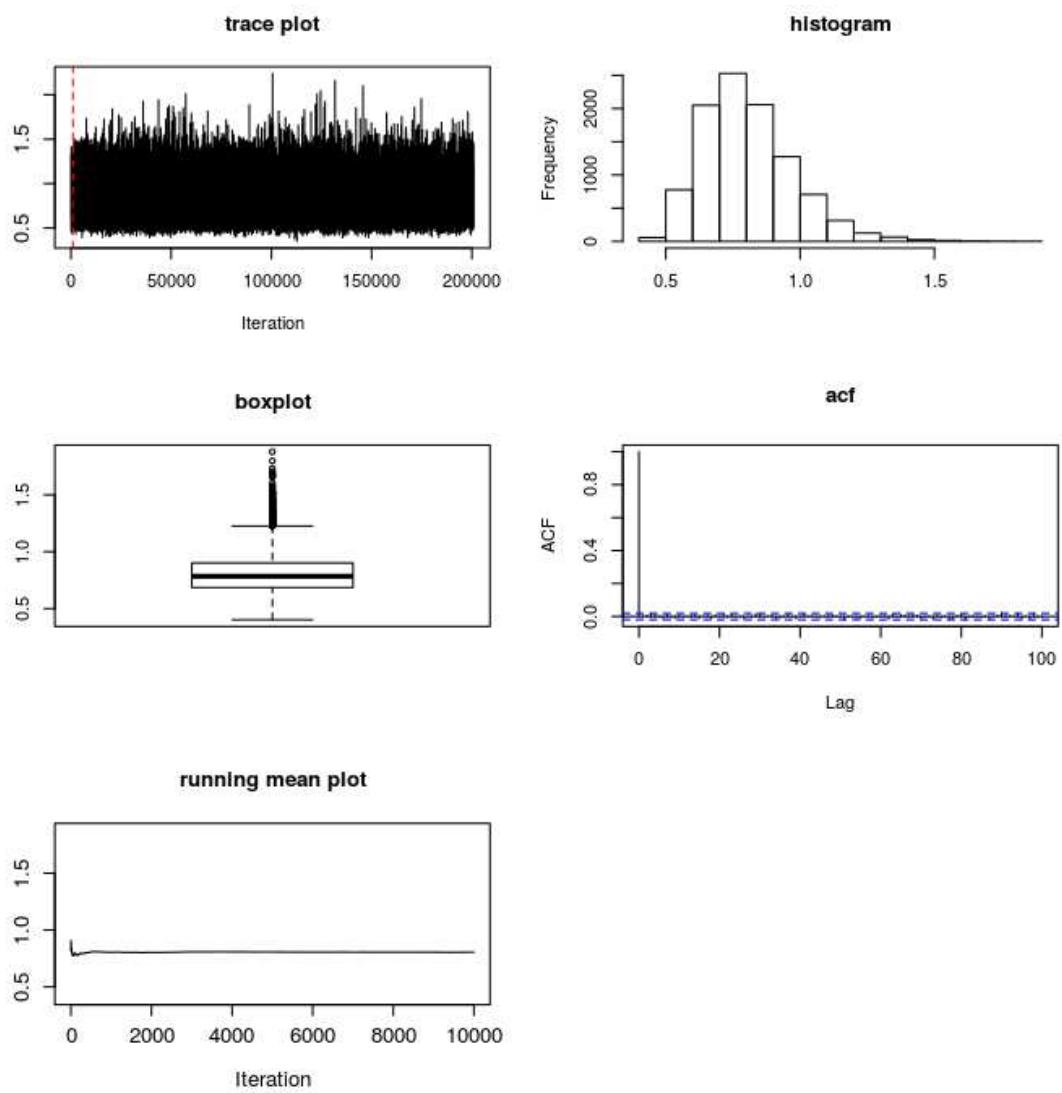 trace plot
1.5
0.5
0 50000 100000 150000 200000
Iteration
histogram
Frequency
2000
1000
0
0.5 1.0 1.5
boxplot
1.5
1.0
0.5
acf
ACF
0.8
0.4
0.0
0 20 40 60 80 100
Lag
running mean plot
1.5
1.0
0.5
0 2000 4000 6000 8000 10000
Iteration